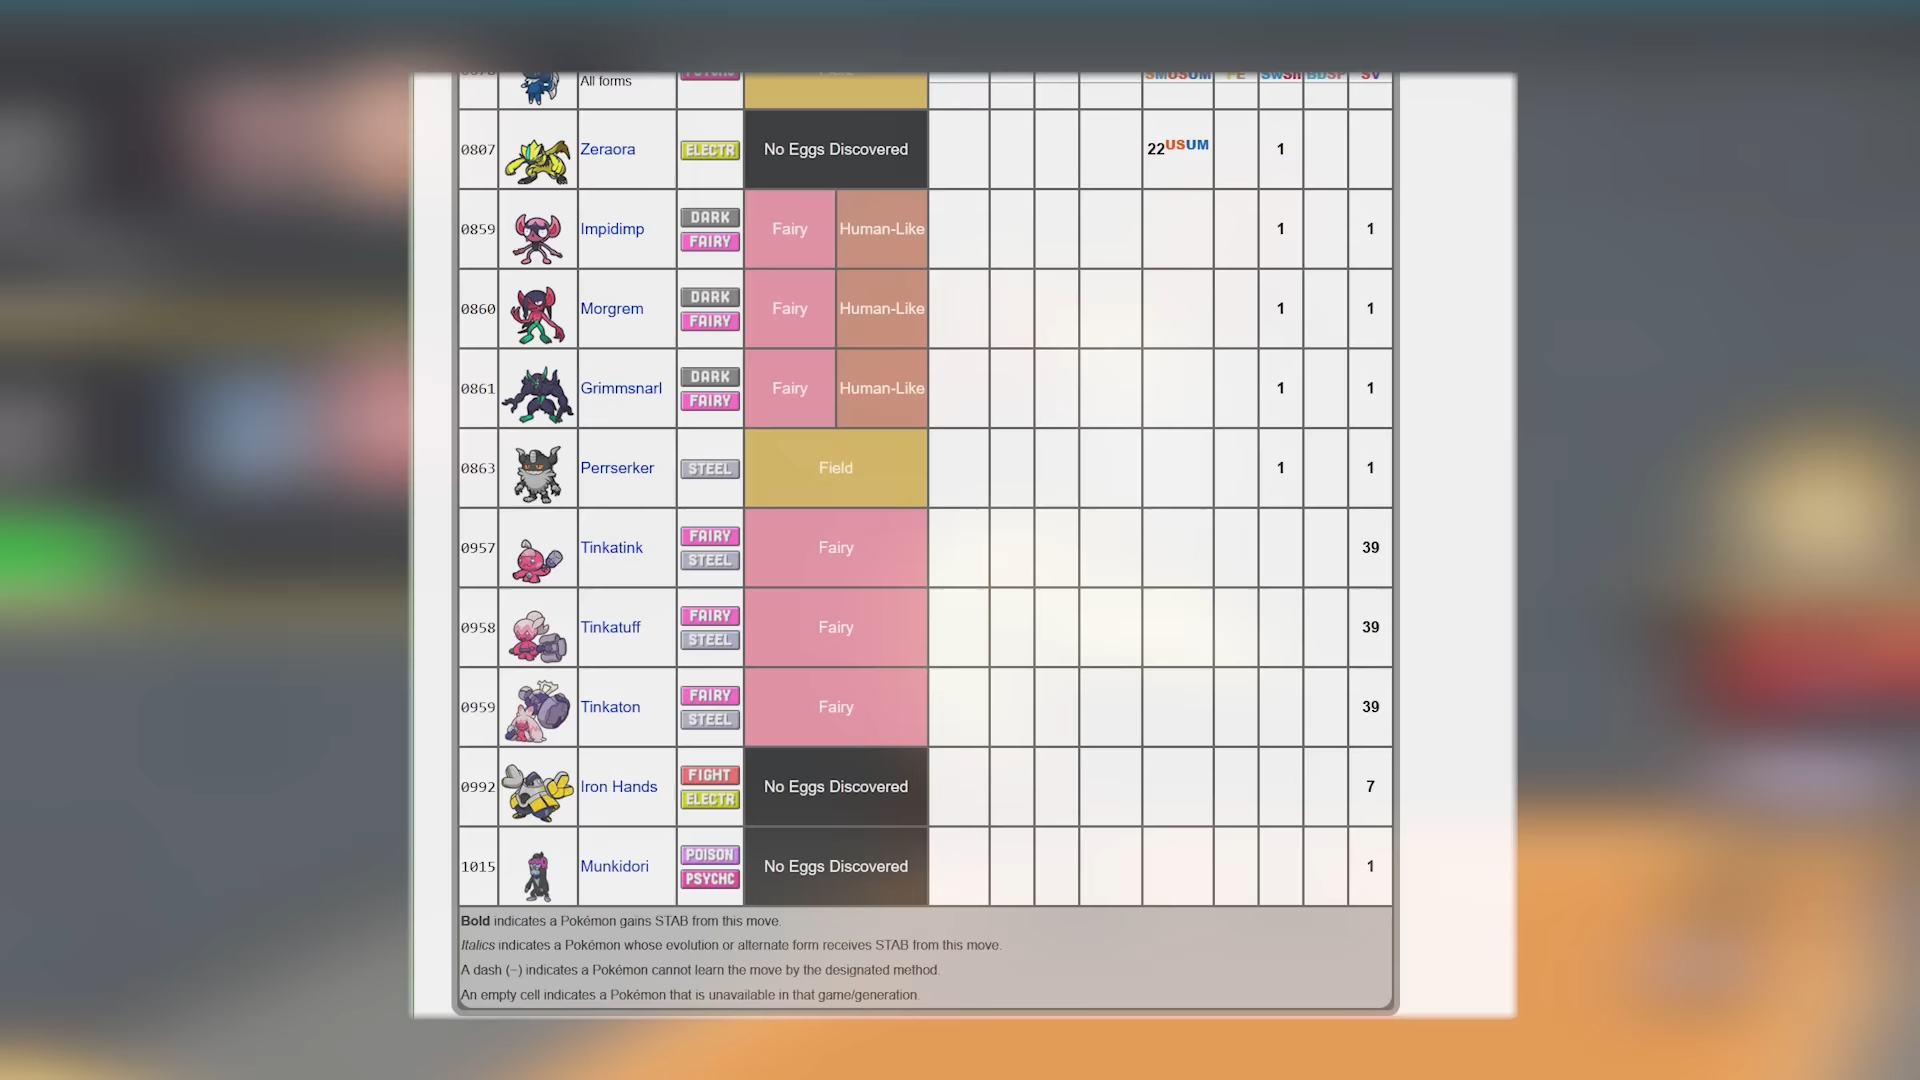 All forms SMUSUM PE SwSh BDSP SV
0807 Zeraora ELECTR No Eggs Discovered 22USUM 1
0859 Impidimp DARK FAIRY Fairy Human-Like 1 1
0860 Morgrem DARK FAIRY Fairy Human-Like 1 1
0861 Grimmsnarl DARK FAIRY Fairy Human-Like 1 1
0863 Perrserker STEEL Field 1 1
0957 Tinkatink FAIRY STEEL Fairy 39
0958 Tinkatuff FAIRY STEEL Fairy 39
0959 Tinkaton FAIRY STEEL Fairy 39
0992 Iron Hands FIGHT ELECTR No Eggs Discovered 7
1015 Munkidori POISON PSYCHC No Eggs Discovered 1
Bold indicates a Pokémon gains STAB from this move.
Italics indicates a Pokémon whose evolution or alternate form receives STAB from this move.
A dash (−) indicates a Pokémon cannot learn the move by the designated method.
An empty cell indicates a Pokémon that is unavailable in that game/generation.